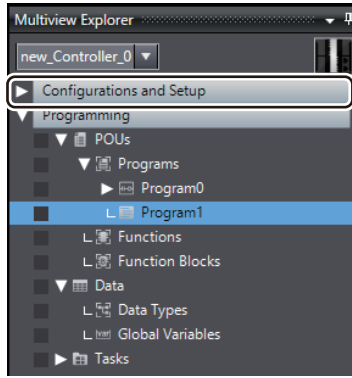 Multiview Explorer
new_Controller_0
Configurations and Setup
Programming
POUs
Programs
Program0
Program1
Functions
Function Blocks
Data
Data Types
Global Variables
Tasks